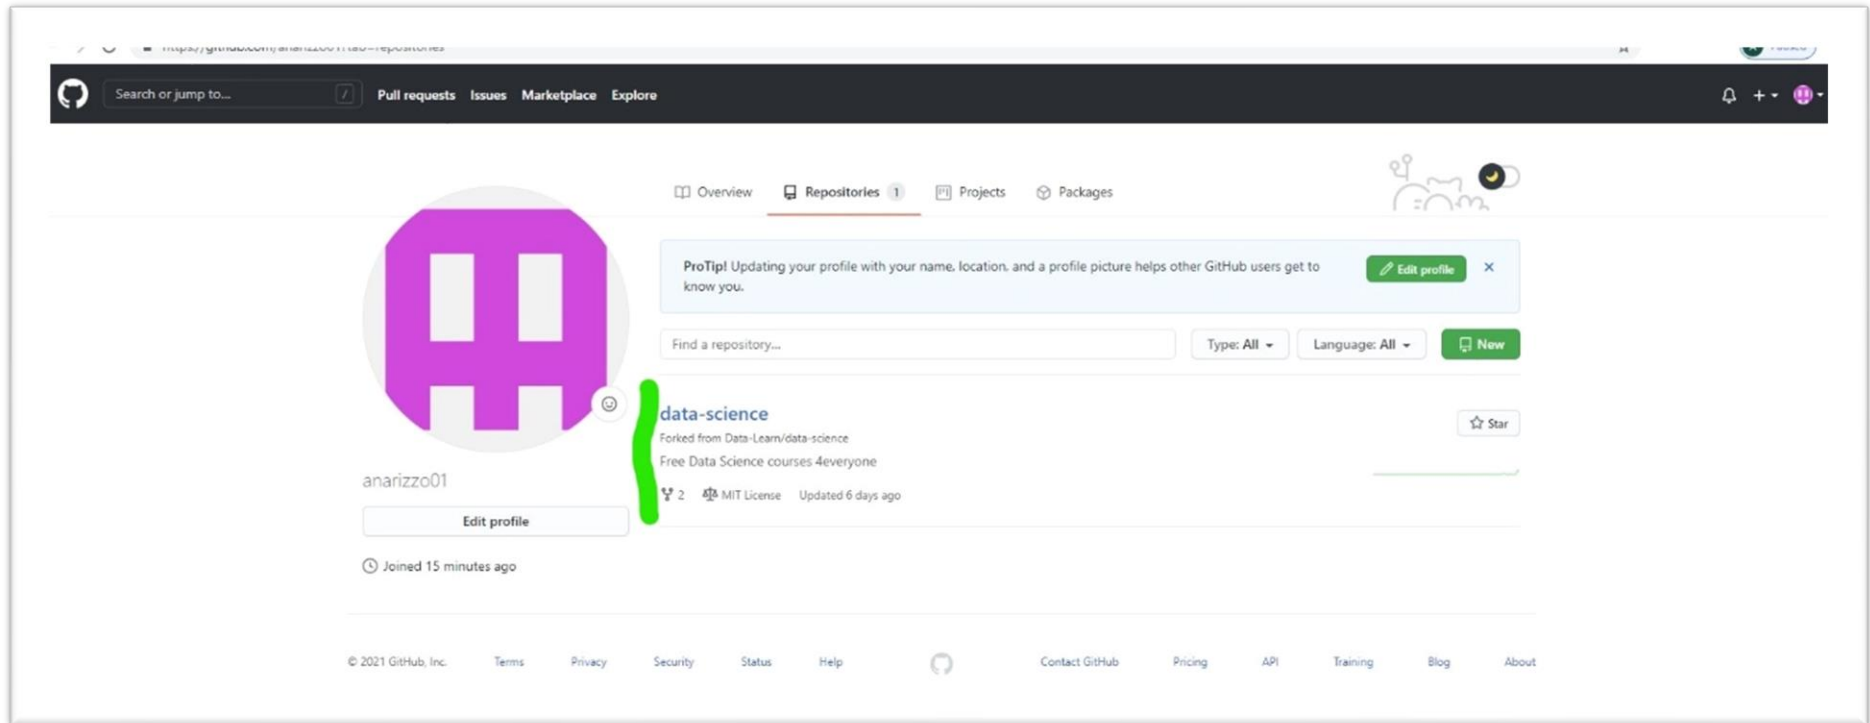 Search or jump to... / Pull requests Issues Marketplace Explore
Overview Repositories 1 Projects Packages
ProTip! Updating your profile with your name, location, and a profile picture helps other GitHub users get to
know you.
Edit profile
Find a repository...
Type: All
Language: All
New
data-science
Star
Forked from Data-Learn/data-science
Free Data Science courses 4everyone
2 MIT License Updated 6 days ago
anarizzo01
Edit profile
Joined 15 minutes ago
© 2021 GitHub, Inc. Terms Privacy Security Status Help Contact GitHub Pricing API Training Blog About